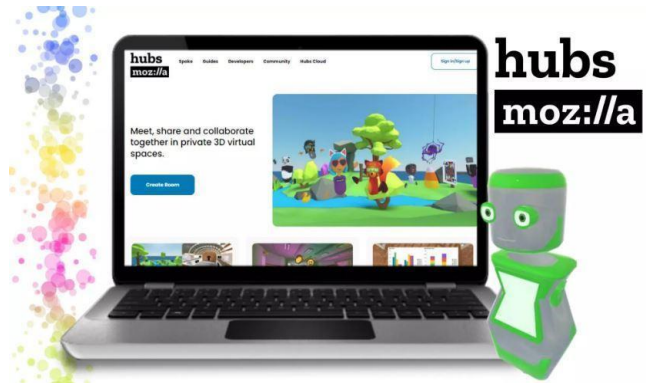 hubs
moz://a
Spoke Guides Developers Community Hubs Cloud
Sign in/Sign up
Meet, share and collaborate
together in private 3D virtual
spaces.
Create Room
hubs
moz://a